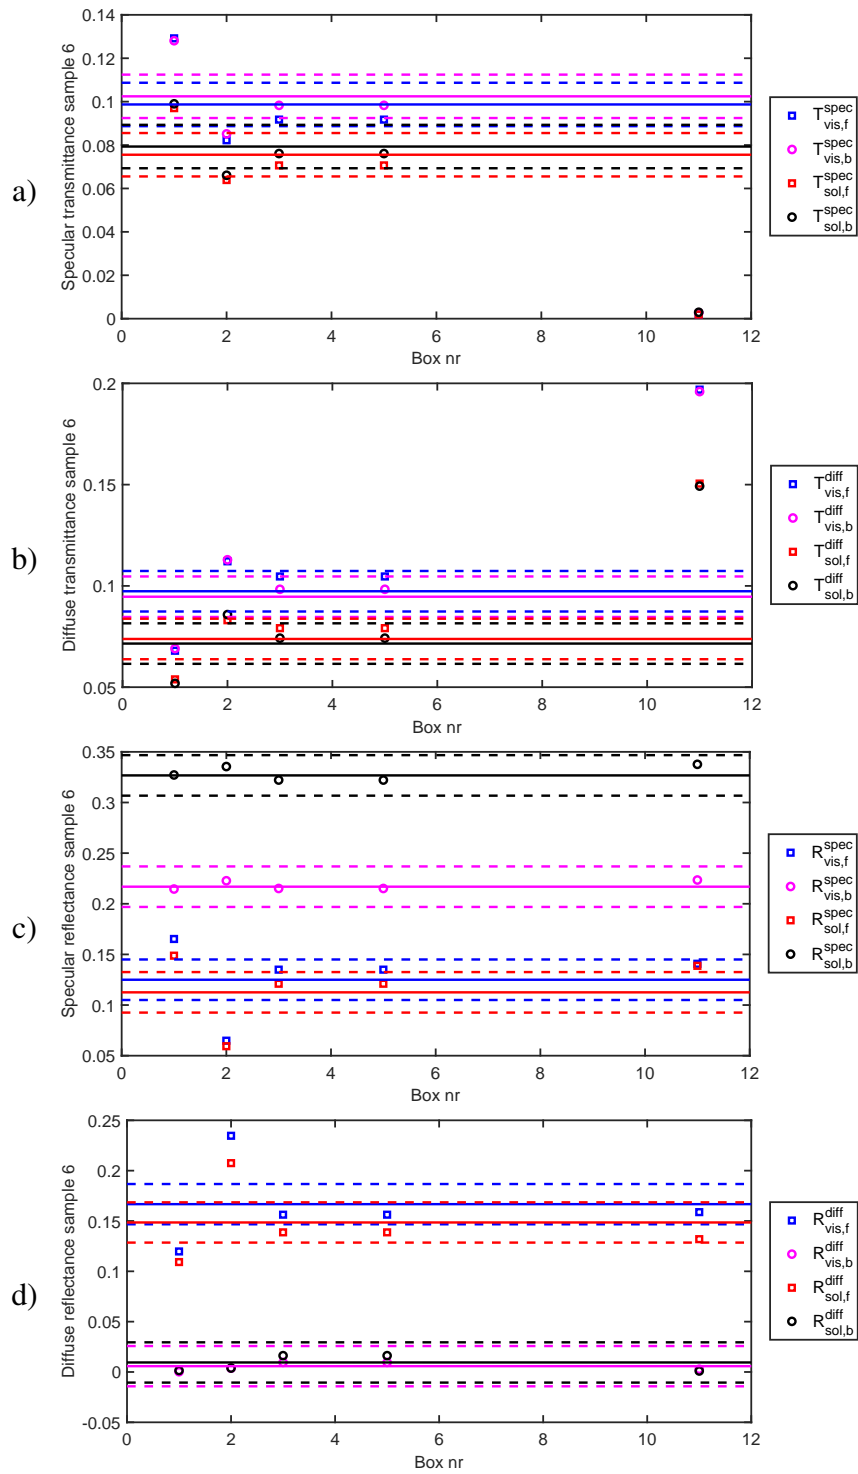 a)
Specular transmittance sample 6
0.14
0.12
0.1
0.08
0.06
0.04
0.02
0
0 2 4 6 8 10 12
Box nr
T^spec_vis,f
T^spec_vis,b
T^spec_sol,f
T^spec_sol,b
b)
Diffuse transmittance sample 6
0.2
0.15
0.1
0.05
0 2 4 6 8 10 12
Box nr
T^diff_vis,f
T^diff_vis,b
T^diff_sol,f
T^diff_sol,b
c)
Specular reflectance sample 6
0.35
0.3
0.25
0.2
0.15
0.1
0.05
0 2 4 6 8 10 12
Box nr
R^spec_vis,f
R^spec_vis,b
R^spec_sol,f
R^spec_sol,b
d)
Diffuse reflectance sample 6
0.25
0.2
0.15
0.1
0.05
0
-0.05
0 2 4 6 8 10 12
Box nr
R^diff_vis,f
R^diff_vis,b
R^diff_sol,f
R^diff_sol,b